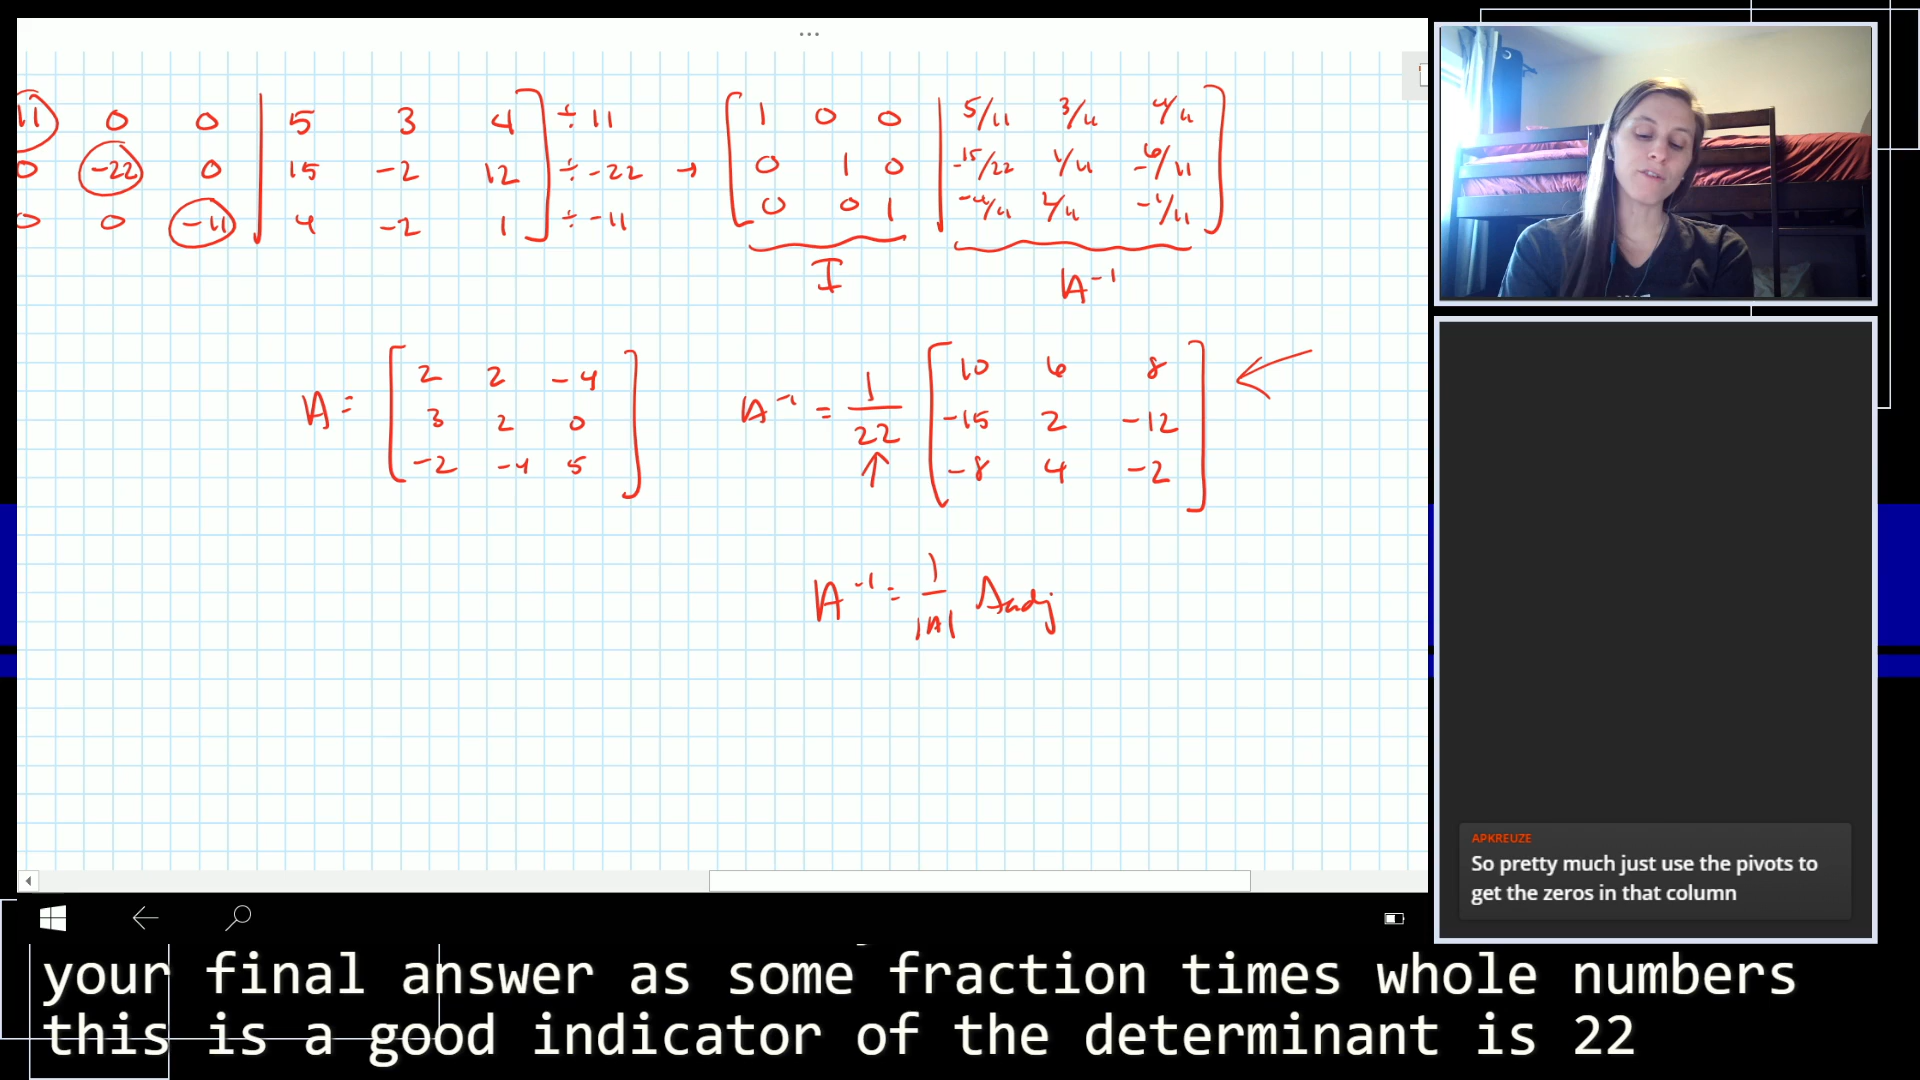 ...
11 0 0 | 5 3 4 ] ÷ 11
0 -22 0 | 15 -2 12 ] ÷ -22 →
0 0 -11 | 4 -2 1 ] ÷ -11
[ 1 0 0 | 5/11 3/11 4/11 ]
[ 0 1 0 | -15/22 1/11 -6/11 ]
[ 0 0 1 | -4/11 2/11 -1/11 ]
I
A⁻¹
A = [ 2 2 -4
3 2 0
-2 -4 5 ]
A⁻¹ = 1/22 [ 10 6 8
-15 2 -12
-8 4 -2 ]
↑
A⁻¹ = 1/|A| Aadj
APKREUZE
So pretty much just use the pivots to
get the zeros in that column
your final answer as some fraction times whole numbers
this is a good indicator of the determinant is 22